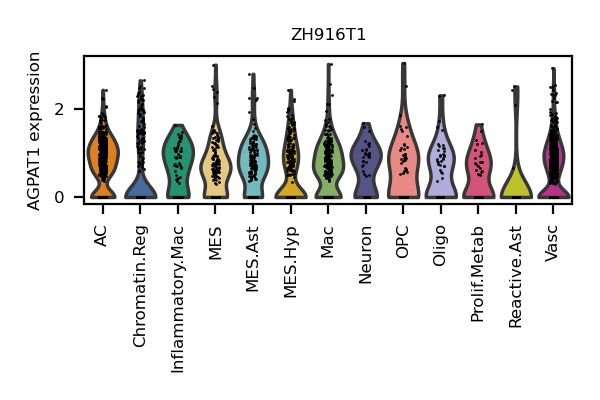 ZH916T1
AGPAT1 expression
2
0
AC
Chromatin.Reg
Inflammatory.Mac
MES
MES.Ast
MES.Hyp
Mac
Neuron
OPC
Oligo
Prolif.Metab
Reactive.Ast
Vasc